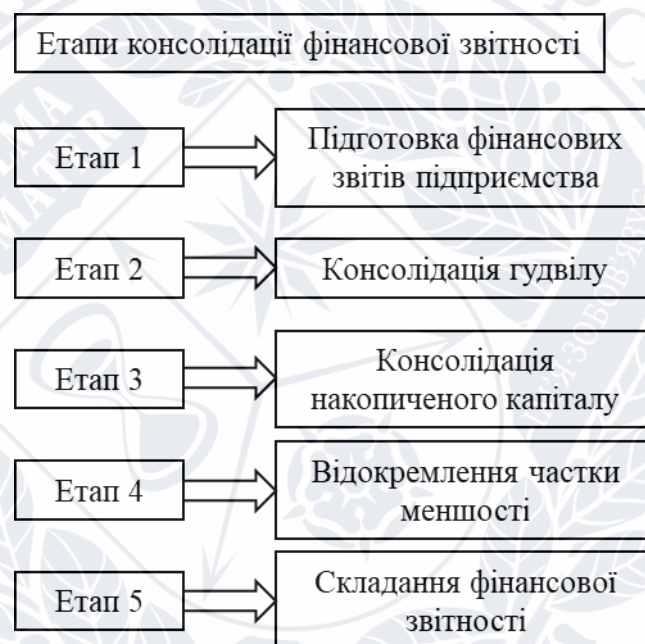 Етапи консолідації фінансової звітності
Етап 1
Підготовка фінансових
звітів підприємства
Етап 2
Консолідація гудвілу
Етап 3
Консолідація
накопиченого капіталу
Етап 4
Відокремлення частки
меншості
Етап 5
Складання фінансової
звітності